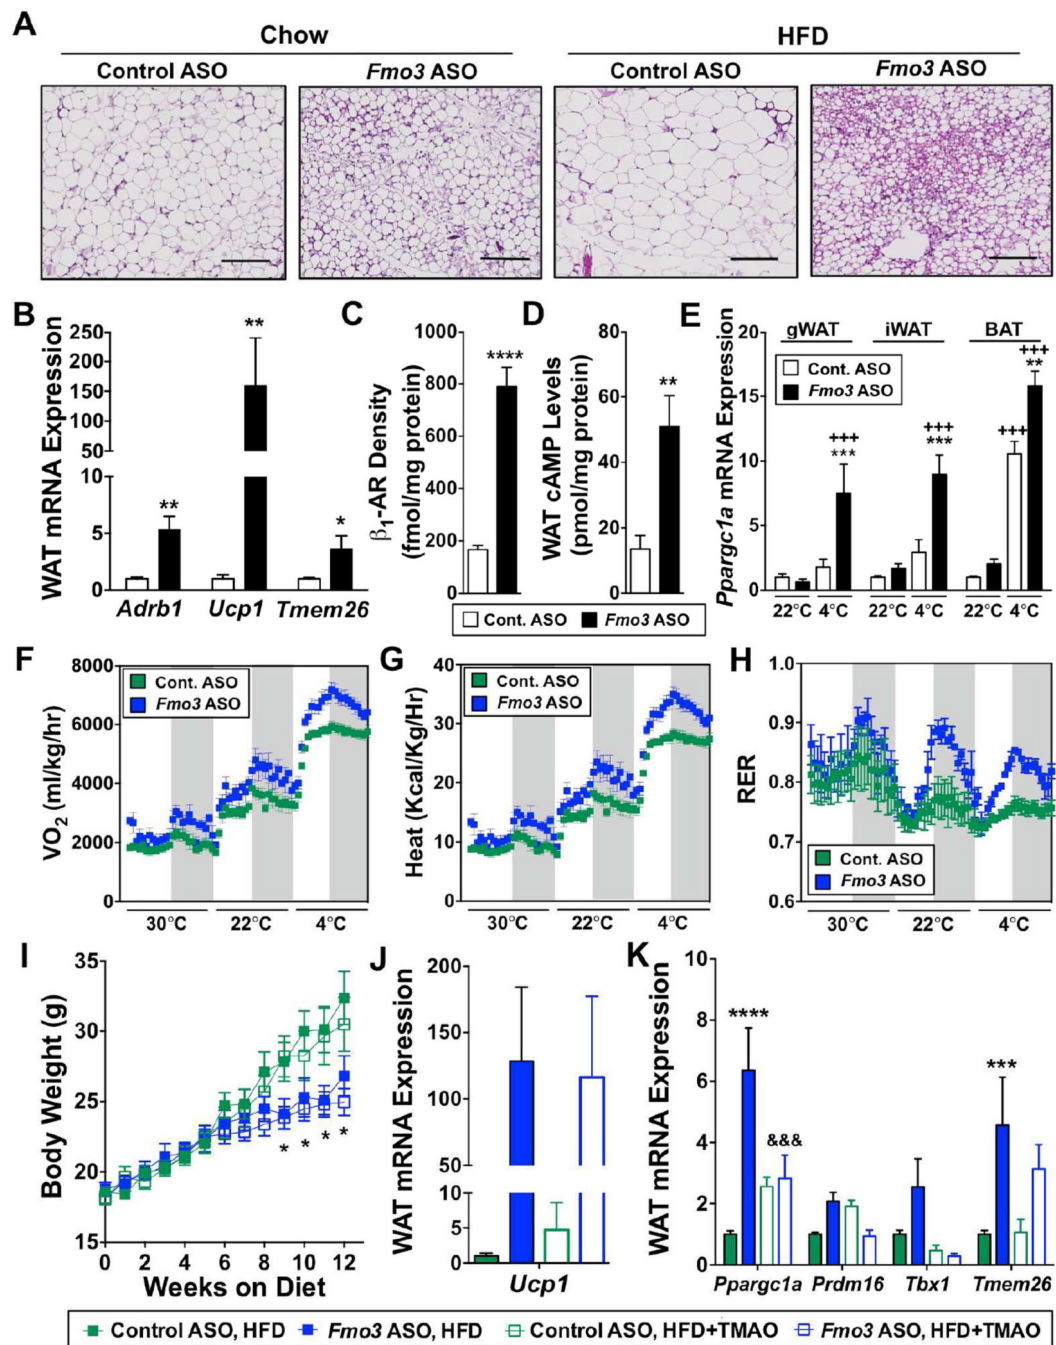 A
Chow
HFD
Control ASO
Fmo3 ASO
Control ASO
Fmo3 ASO
B
WAT mRNA Expression
250
200
150
100
50
10
5
0
**
**
*
Adrb1 Ucp1 Tmem26
C
β1-AR Density
(fmol/mg protein)
1000
800
600
400
200
0
****
D
WAT cAMP Levels
(pmol/mg protein)
80
60
40
20
0
**
Cont. ASO Fmo3 ASO
E
Ppargc1a mRNA Expression
20
15
10
5
0
gWAT iWAT BAT
Cont. ASO
Fmo3 ASO
+++
***
+++
***
+++
+++
**
22°C 4°C 22°C 4°C 22°C 4°C
F
VO2 (ml/kg/hr)
8000
6000
4000
2000
0
Cont. ASO
Fmo3 ASO
30°C 22°C 4°C
G
Heat (Kcal/Kg/Hr)
40
30
20
10
0
Cont. ASO
Fmo3 ASO
30°C 22°C 4°C
H
RER
1.0
0.9
0.8
0.7
0.6
Cont. ASO
Fmo3 ASO
30°C 22°C 4°C
I
Body Weight (g)
35
30
25
20
15
* * * *
0 2 4 6 8 10 12
Weeks on Diet
J
WAT mRNA Expression
200
150
100
50
10
5
0
Ucp1
K
WAT mRNA Expression
10
8
6
4
2
0
****
&&&
***
Ppargc1a Prdm16 Tbx1 Tmem26
Control ASO, HFD Fmo3 ASO, HFD Control ASO, HFD+TMAO Fmo3 ASO, HFD+TMAO